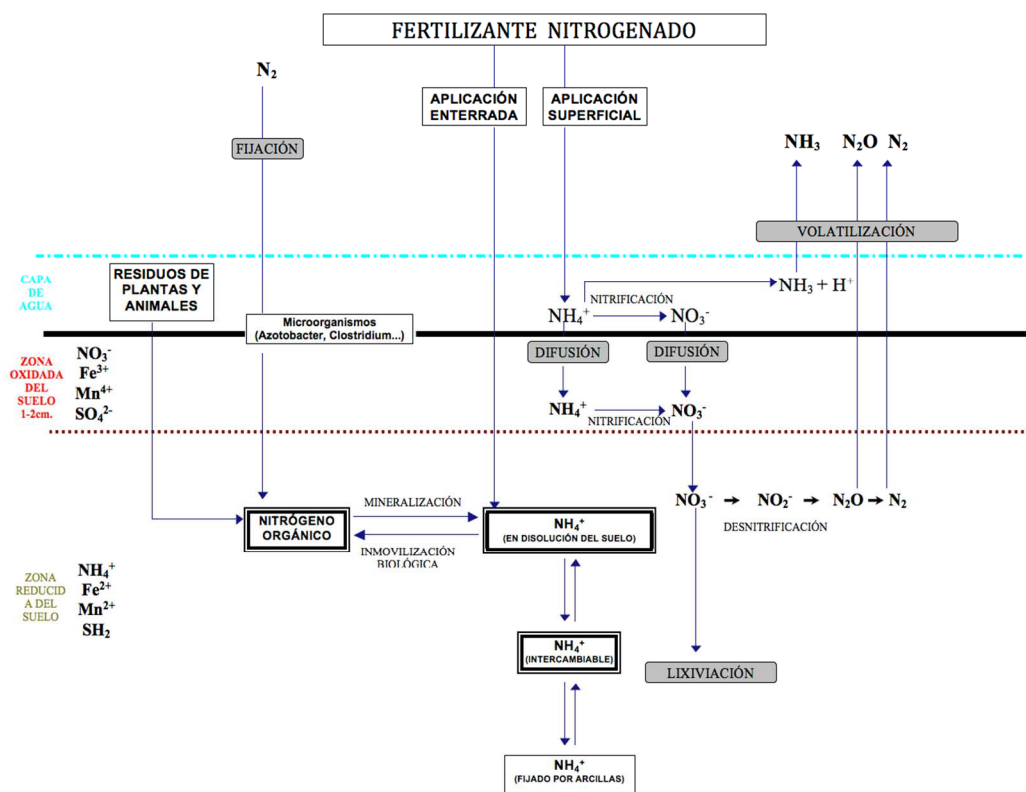 FERTILIZANTE NITROGENADO
N₂
APLICACIÓN
ENTERRADA
APLICACIÓN
SUPERFICIAL
FIJACIÓN
NH₃
N₂O
N₂
VOLATILIZACIÓN
CAPA
DE
AGUA
RESIDUOS DE
PLANTAS Y
ANIMALES
NH₃ + H⁺
NITRIFICACIÓN
NH₄⁺
NO₃⁻
Microorganismos
(Azotobacter, Clostridium...)
ZONA
OXIDADA
DEL
SUELO
1-2cm.
NO₃⁻
Fe³⁺
Mn⁴⁺
SO₄²⁻
DIFUSIÓN
DIFUSIÓN
NH₄⁺
NO₃⁻
NITRIFICACIÓN
NO₃⁻
NO₂⁻
N₂O
N₂
DESNITRIFICACIÓN
MINERALIZACIÓN
NITRÓGENO
ORGÁNICO
NH₄⁺
(EN DISOLUCIÓN DEL SUELO)
INMOVILIZACIÓN
BIOLÓGICA
ZONA
REDUCID
A DEL
SUELO
NH₄⁺
Fe²⁺
Mn²⁺
SH₂
NH₄⁺
(INTERCAMBIABLE)
LIXIVIACIÓN
NH₄⁺
(FIJADO POR ARCILLAS)